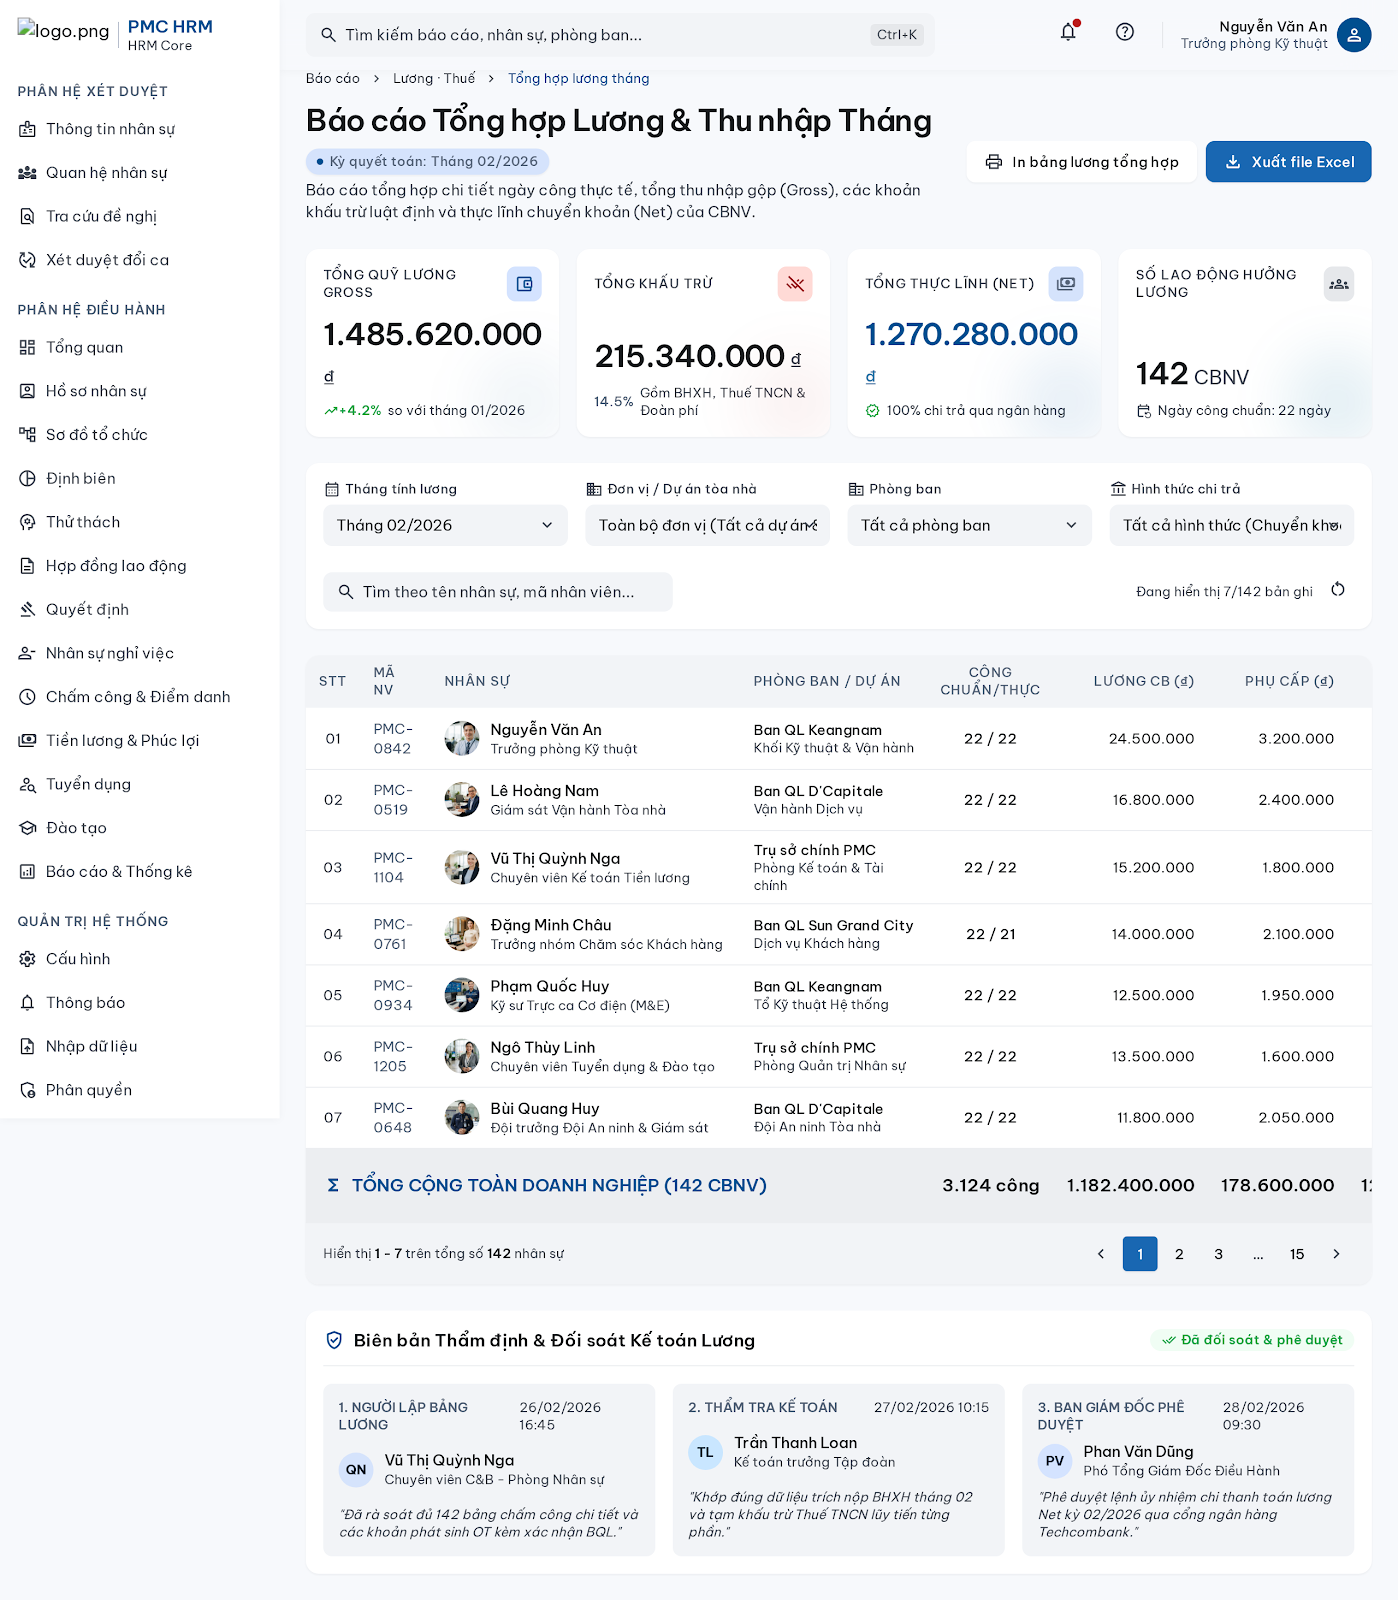 logo.png
PMC HRM
HRM Core
Tìm kiếm báo cáo, nhân sự, phòng ban...
Ctrl+K
Nguyễn Văn An
Trưởng phòng Kỹ thuật
PHÂN HỆ XÉT DUYỆT
Thông tin nhân sự
Quan hệ nhân sự
Tra cứu đề nghị
Xét duyệt đổi ca
PHÂN HỆ ĐIỀU HÀNH
Tổng quan
Hồ sơ nhân sự
Sơ đồ tổ chức
Định biên
Thử thách
Hợp đồng lao động
Quyết định
Nhân sự nghỉ việc
Chấm công & Điểm danh
Tiền lương & Phúc lợi
Tuyển dụng
Đào tạo
Báo cáo & Thống kê
QUẢN TRỊ HỆ THỐNG
Cấu hình
Thông báo
Nhập dữ liệu
Phân quyền
Báo cáo > Lương · Thuế > Tổng hợp lương tháng
Báo cáo Tổng hợp Lương & Thu nhập Tháng
Kỳ quyết toán: Tháng 02/2026
Báo cáo tổng hợp chi tiết ngày công thực tế, tổng thu nhập gộp (Gross), các khoản
khấu trừ luật định và thực lĩnh chuyển khoản (Net) của CBNV.
In bảng lương tổng hợp
Xuất file Excel
TỔNG QUỸ LƯƠNG
GROSS
1.485.620.000
₫
+4.2% so với tháng 01/2026
TỔNG KHẤU TRỪ
215.340.000 ₫
14.5% Gồm BHXH, Thuế TNCN &
Đoàn phí
TỔNG THỰC LĨNH (NET)
1.270.280.000
₫
100% chi trả qua ngân hàng
SỐ LAO ĐỘNG HƯỞNG
LƯƠNG
142 CBNV
Ngày công chuẩn: 22 ngày
Tháng tính lương
Tháng 02/2026
Đơn vị / Dự án tòa nhà
Toàn bộ đơn vị (Tất cả dự án
Phòng ban
Tất cả phòng ban
Hình thức chi trả
Tất cả hình thức (Chuyển
Tìm theo tên nhân sự, mã nhân viên...
Đang hiển thị 7/142 bản ghi
STT
MÃ
NV
NHÂN SỰ
PHÒNG BAN / DỰ ÁN
CÔNG
CHUẨN/THỰC
LƯƠNG CB (₫)
PHỤ CẤP (₫)
01
PMC-
0842
Nguyễn Văn An
Trưởng phòng Kỹ thuật
Ban QL Keangnam
Khối Kỹ thuật & Vận hành
22 / 22
24.500.000
3.200.000
02
PMC-
0519
Lê Hoàng Nam
Giám sát Vận hành Tòa nhà
Ban QL D'Capitale
Vận hành Dịch vụ
22 / 22
16.800.000
2.400.000
03
PMC-
1104
Vũ Thị Quỳnh Nga
Chuyên viên Kế toán Tiền lương
Trụ sở chính PMC
Phòng Kế toán & Tài
chính
22 / 22
15.200.000
1.800.000
04
PMC-
0761
Đặng Minh Châu
Trưởng nhóm Chăm sóc Khách hàng
Ban QL Sun Grand City
Dịch vụ Khách hàng
22 / 21
14.000.000
2.100.000
05
PMC-
0934
Phạm Quốc Huy
Kỹ sư Trực ca Cơ điện (M&E)
Ban QL Keangnam
Tổ Kỹ thuật Hệ thống
22 / 22
12.500.000
1.950.000
06
PMC-
1205
Ngô Thùy Linh
Chuyên viên Tuyển dụng & Đào tạo
Trụ sở chính PMC
Phòng Quản trị Nhân sự
22 / 22
13.500.000
1.600.000
07
PMC-
0648
Bùi Quang Huy
Đội trưởng Đội An ninh & Giám sát
Ban QL D'Capitale
Đội An ninh Tòa nhà
22 / 22
11.800.000
2.050.000
Σ TỔNG CỘNG TOÀN DOANH NGHIỆP (142 CBNV)
3.124 công
1.182.400.000
178.600.000
Hiển thị 1 - 7 trên tổng số 142 nhân sự
1 2 3 ... 15
Biên bản Thẩm định & Đối soát Kế toán Lương
Đã đối soát & phê duyệt
1. NGƯỜI LẬP BẢNG
LƯƠNG
26/02/2026
16:45
QN
Vũ Thị Quỳnh Nga
Chuyên viên C&B - Phòng Nhân sự
"Đã rà soát đủ 142 bảng chấm công chi tiết và
các khoản phát sinh OT kèm xác nhận BQL."
2. THẨM TRA KẾ TOÁN
27/02/2026 10:15
TL
Trần Thanh Loan
Kế toán trưởng Tập đoàn
"Khớp đúng dữ liệu trích nộp BHXH tháng 02
và tạm khấu trừ Thuế TNCN lũy tiến từng
phần."
3. BAN GIÁM ĐỐC PHÊ
DUYỆT
28/02/2026
09:30
PV
Phan Văn Dũng
Phó Tổng Giám Đốc Điều Hành
"Phê duyệt lệnh ủy nhiệm chi thanh toán lương
Net kỳ 02/2026 qua cổng ngân hàng
Techcombank."